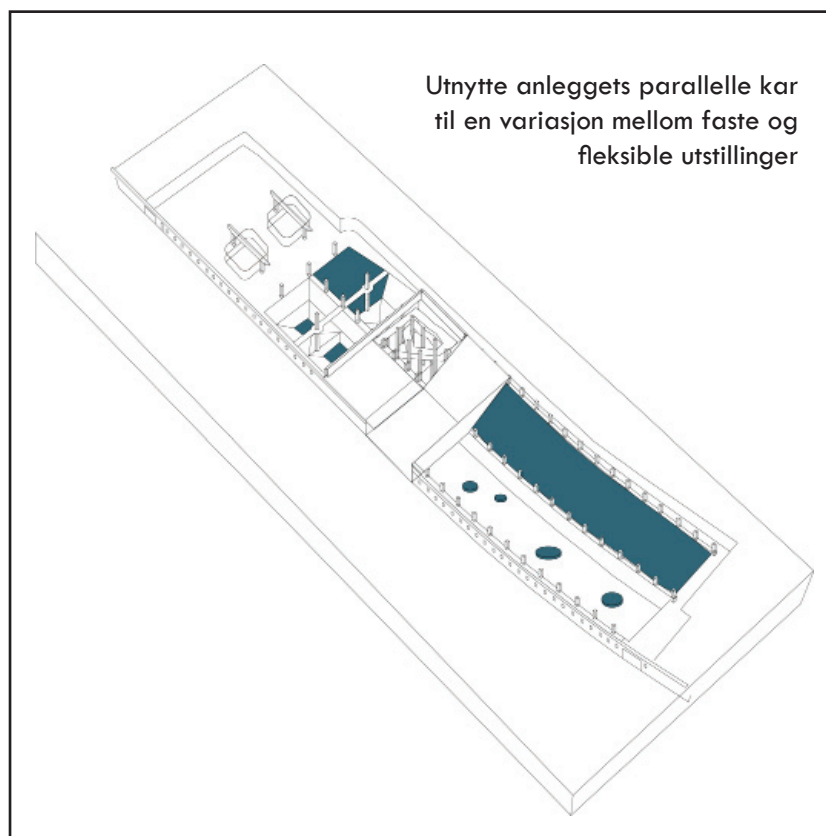 Utnytte anleggets parallelle kar
til en variasjon mellom faste og
fleksible utstillinger